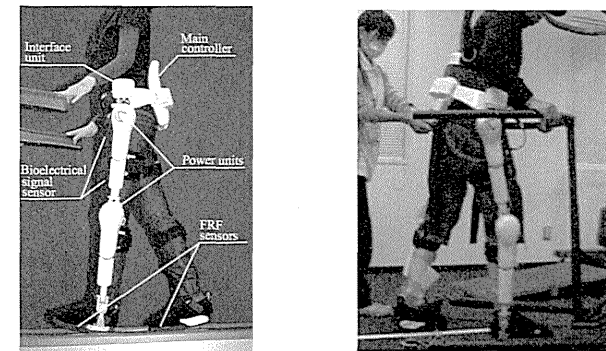 Main
controller
Interface
unit
Power units
Bioelectrical
signal
sensor
FRF
sensors